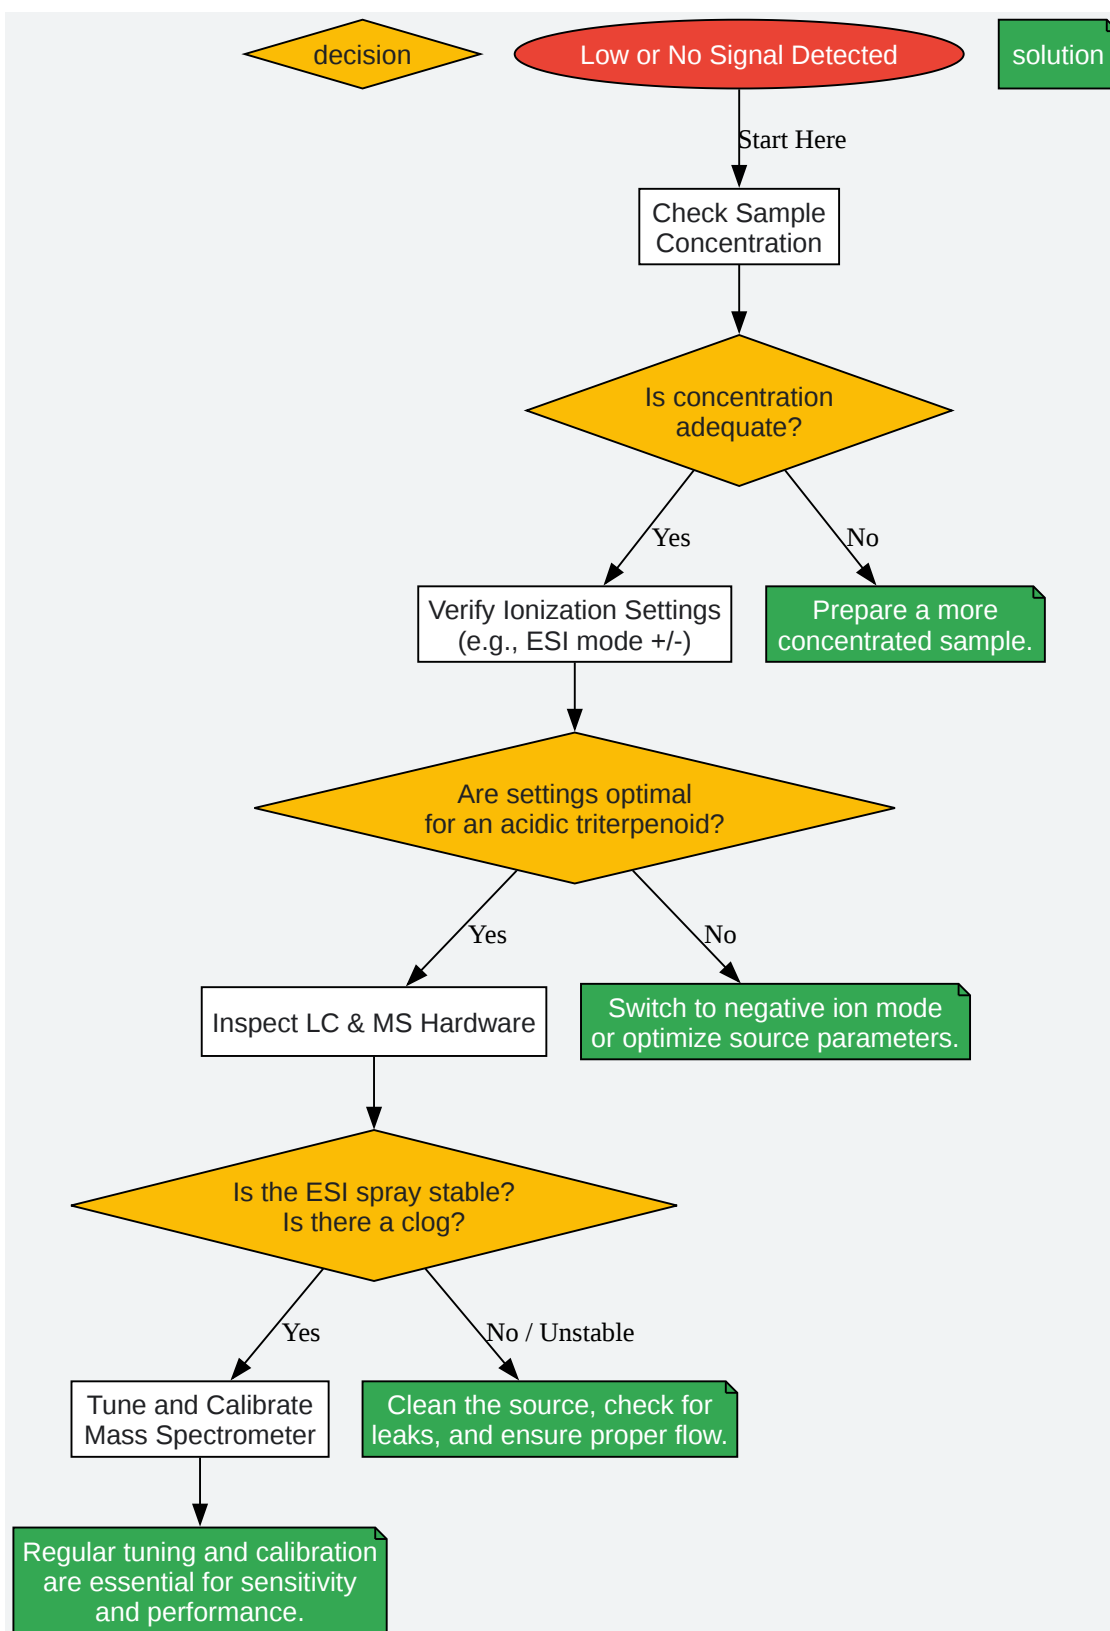 decision
Low or No Signal Detected
solution
Start Here
Check Sample
Concentration
Is concentration
adequate?
Yes
No
Verify Ionization Settings
(e.g., ESI mode +/-)
Prepare a more
concentrated sample.
Are settings optimal
for an acidic triterpenoid?
Yes
No
Inspect LC & MS Hardware
Switch to negative ion mode
or optimize source parameters.
Is the ESI spray stable?
Is there a clog?
Yes
No / Unstable
Tune and Calibrate
Mass Spectrometer
Clean the source, check for
leaks, and ensure proper flow.
Regular tuning and calibration
are essential for sensitivity
and performance.